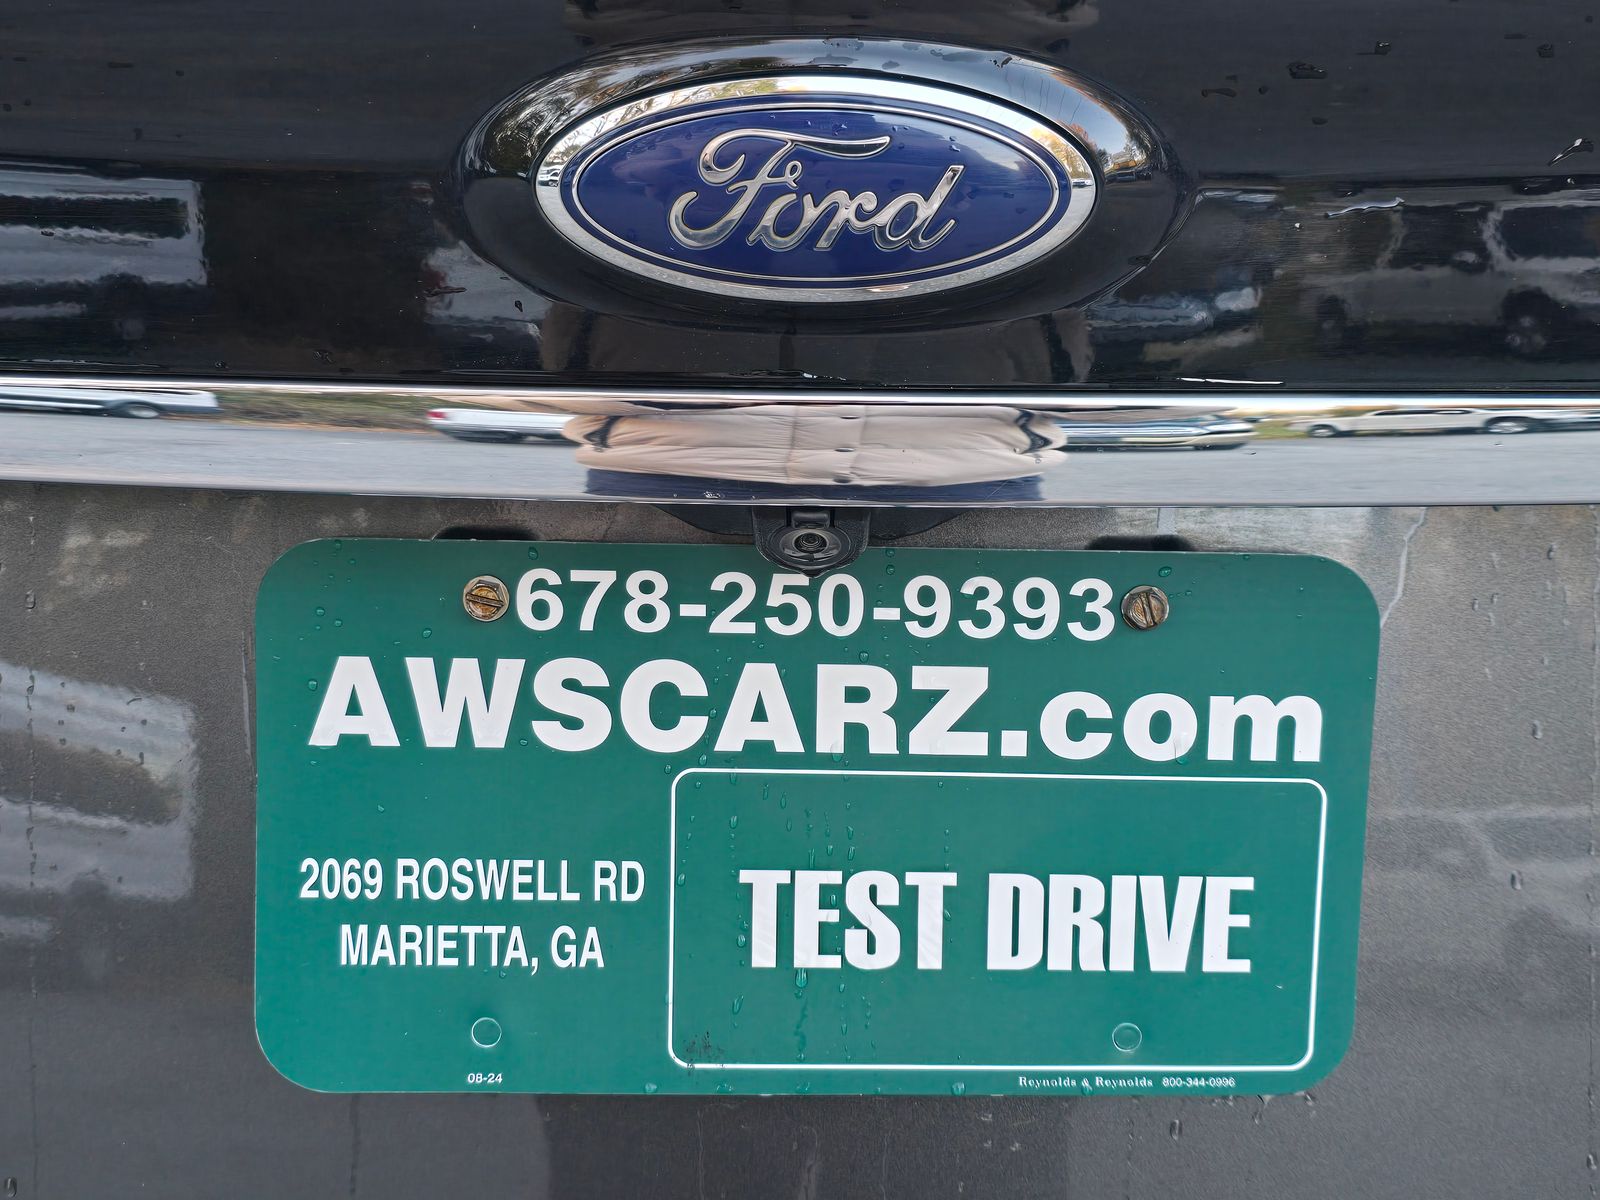 Ford
678-250-9393
AWSCARZ.com
2069 ROSWELL RD
MARIETTA, GA
TEST DRIVE
08-24
Reynolds & Reynolds 800-344-0996